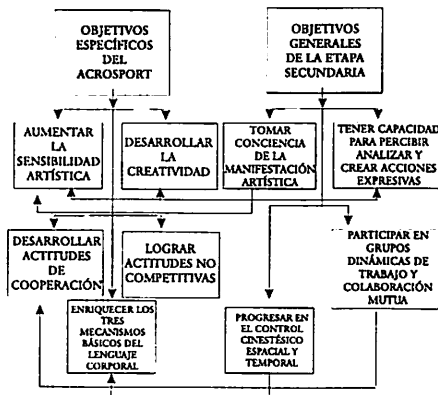 OBJETIVOS
ESPECÍFICOS
DEL
ACROSPORT
OBJETIVOS
GENERALES
DE LA ETAPA
SECUNDARIA
AUMENTAR
LA
SENSIBILIDAD
ARTÍSTICA
DESARROLLAR
LA
CREATIVIDAD
TOMAR
CONCIENCIA
DE LA
MANIFESTACIÓN
ARTÍSTICA
TENER CAPACIDAD
PARA PERCIBIR
ANALIZAR Y
CREAR ACCIONES
EXPRESIVAS
DESARROLLAR
ACTITUDES
DE
COOPERACIÓN
LOGRAR
ACTITUDES NO
COMPETITIVAS
PARTICIPAR EN
GRUPOS
DINÁMICAS DE
TRABAJO Y
COLABORACIÓN
MUTUA
ENRIQUECER LOS
TRES
MECANISMOS
BÁSICOS DEL
LENGUAJE
CORPORAL
PROGRESAR EN
EL CONTROL
CINESTÉSICO
ESPACIAL Y
TEMPORAL